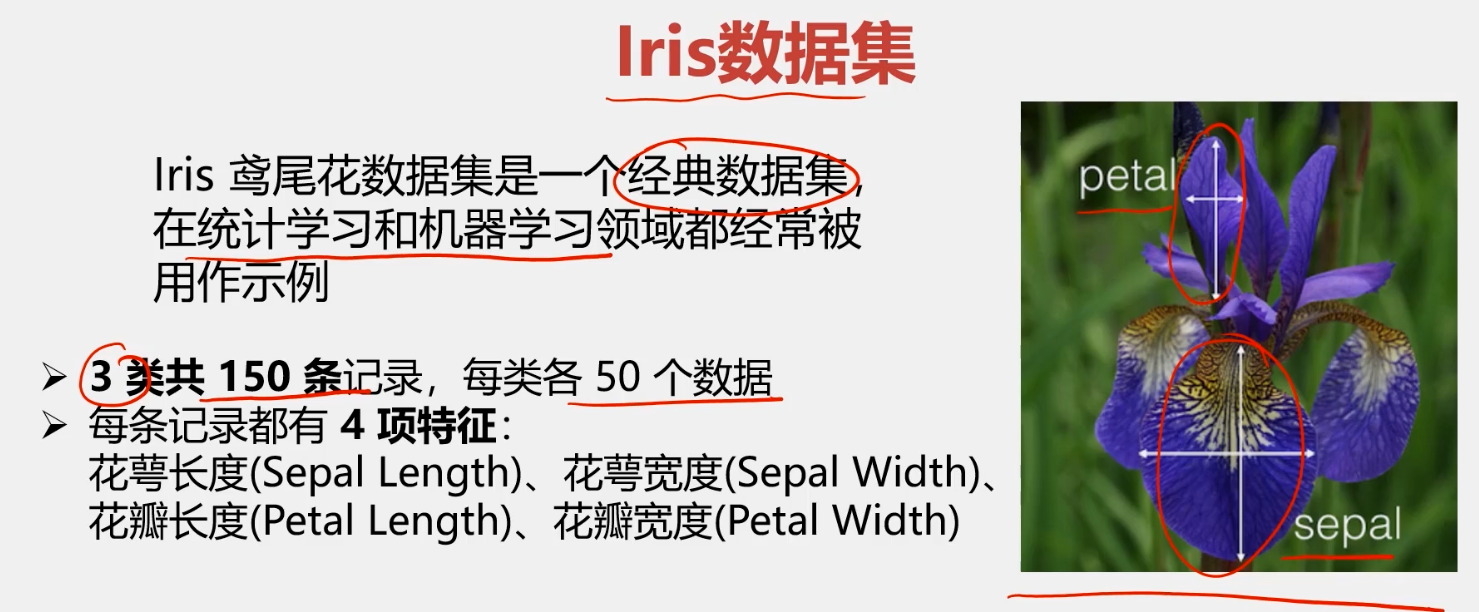 Iris数据集
Iris 鸢尾花数据集是一个经典数据集,
在统计学习和机器学习领域都经常被
用作示例
➢ 3 类共 150 条记录，每类各 50 个数据
➢ 每条记录都有 4 项特征：
花萼长度(Sepal Length)、花萼宽度(Sepal Width)、
花瓣长度(Petal Length)、花瓣宽度(Petal Width)
petal
sepal